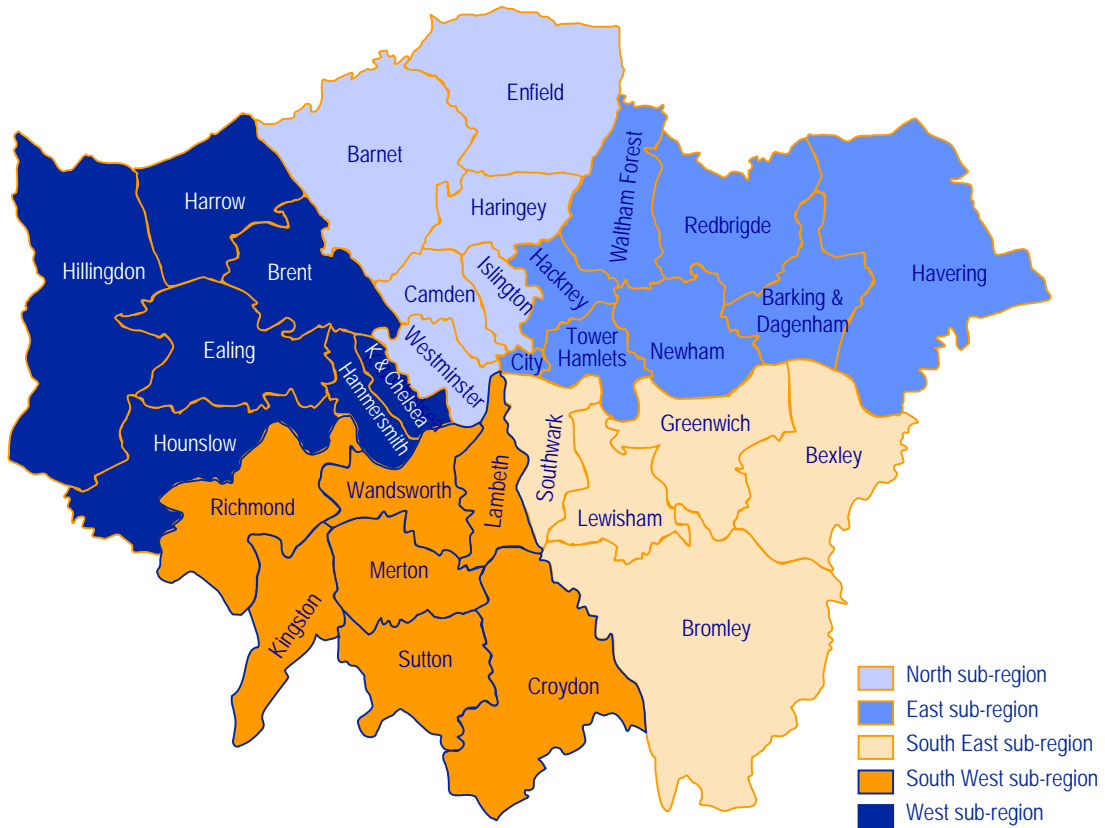 Enfield
Barnet
Waltham Forest
Harrow
Haringey
Redbrigde
Hillingdon
Brent
Islington
Hackney
Havering
Camden
Barking &
Dagenham
Ealing
Westminster
City
Tower
Hamlets
Newham
K & Chelsea
Hammersmith
Hounslow
Greenwich
Bexley
Richmond
Wandsworth
Lambeth
Southwark
Lewisham
Merton
Kingston
Sutton
Croydon
Bromley
North sub-region
East sub-region
South East sub-region
South West sub-region
West sub-region